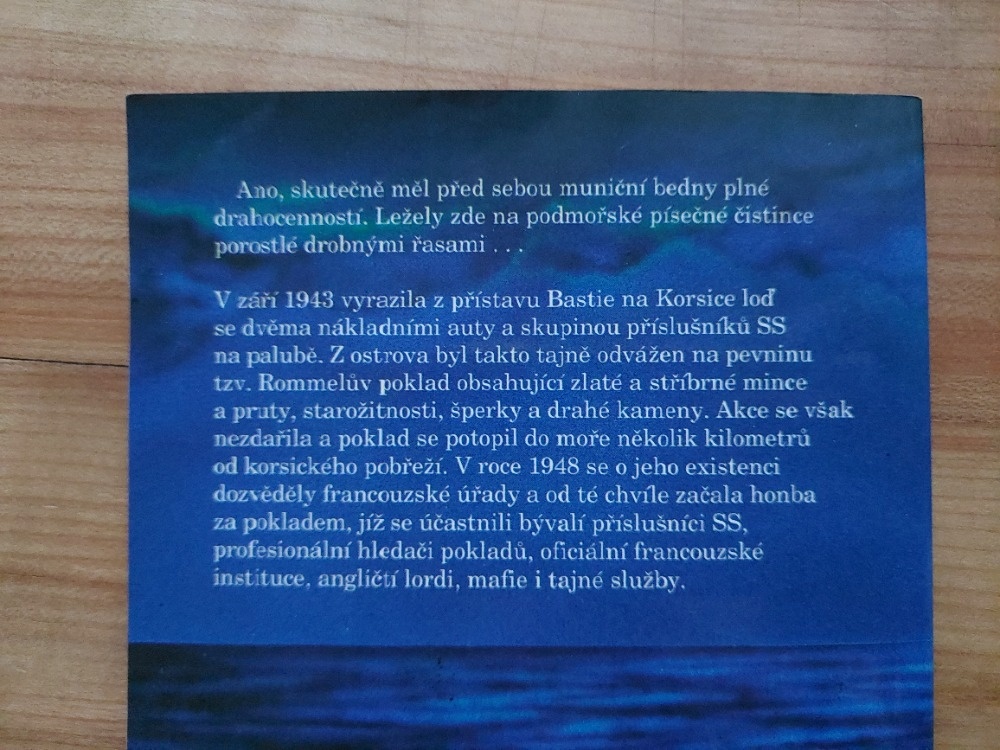 Ano, skutečně měl před sebou muniční bedny plné
drahocenností. Ležely zde na podmořské písečné čistince
porostlé drobnými řasami . . .
V září 1943 vyrazila z přístavu Bastie na Korsice loď
se dvěma nákladními auty a skupinou příslušníků SS
na palubě. Z ostrova byl takto tajně odvážen na pevninu
tzv. Rommelův poklad obsahující zlaté a stříbrné mince
a pruty, starožitnosti, šperky a drahé kameny. Akce se však
nezdařila a poklad se potopil do moře několik kilometrů
od korsického pobřeží. V roce 1948 se o jeho existenci
dozvěděly francouzské úřady a od té chvíle začala honba
za pokladem, jíž se účastnili bývalí příslušníci SS,
profesionální hledači pokladů, oficiální francouzské
instituce, angličtí lordi, mafie i tajné služby.